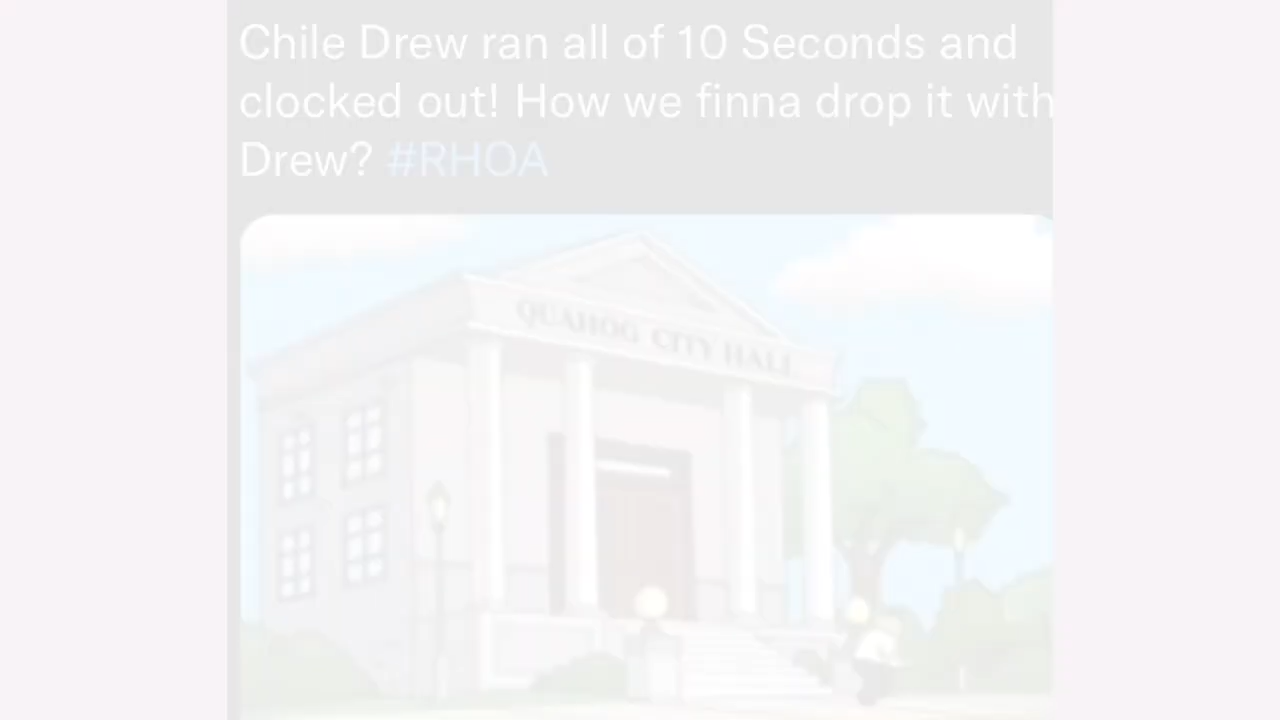 Chile Drew ran all of 10 Seconds and
clocked out! How we finna drop it with
Drew? #RHOA
QUAHOG CITY HALL